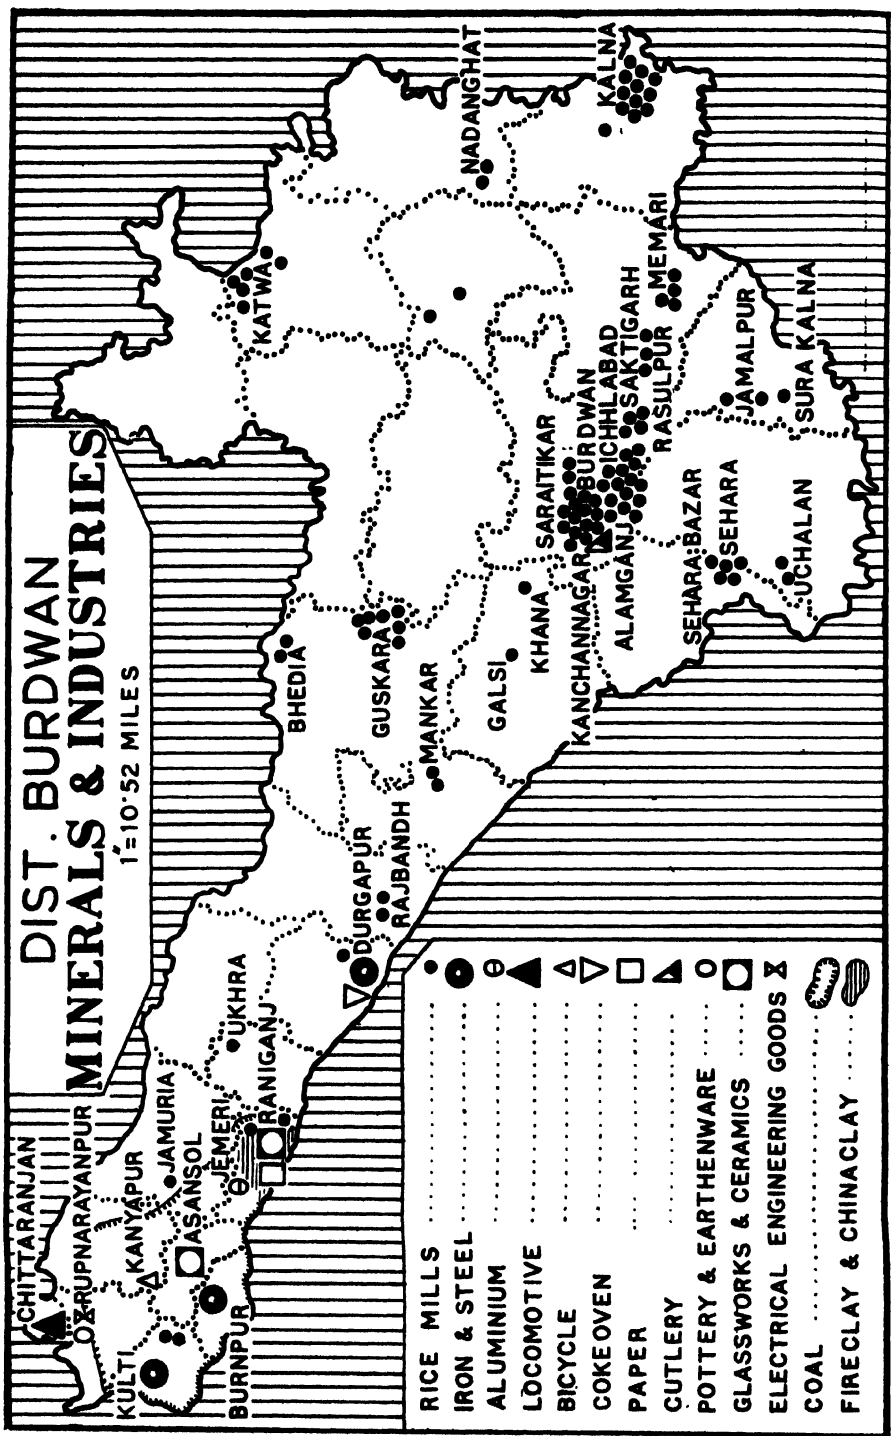 DIST. BURDWAN
MINERALS & INDUSTRIES
1"=10·52 MILES
CHITTARANJAN
RUPNARAYANPUR
KANYAPUR
JAMURIA
ASANSOL
JEMERI
KULTI
BURNPUR
RANIGANJ
UKHRA
DURGAPUR
RAJBANDH
MANKAR
BHEDIA
GUSKARA
GALSI
KHANA
KANCHANNAGAR
ALAMGANJ
SARAITIKAR
BURDWAN
ICHHLABAD
SAKTIGARH
RASULPUR
MEMARI
KATWA
NADANGHAT
KALNA
JAMALPUR
SURA KALNA
SEHARA BAZAR
SEHARA
UCHALAN
RICE MILLS
IRON & STEEL
ALUMINIUM
LOCOMOTIVE
BICYCLE
COKEOVEN
PAPER
CUTLERY
POTTERY & EARTHENWARE
GLASSWORKS & CERAMICS
ELECTRICAL ENGINEERING GOODS
COAL
FIRECLAY & CHINACLAY